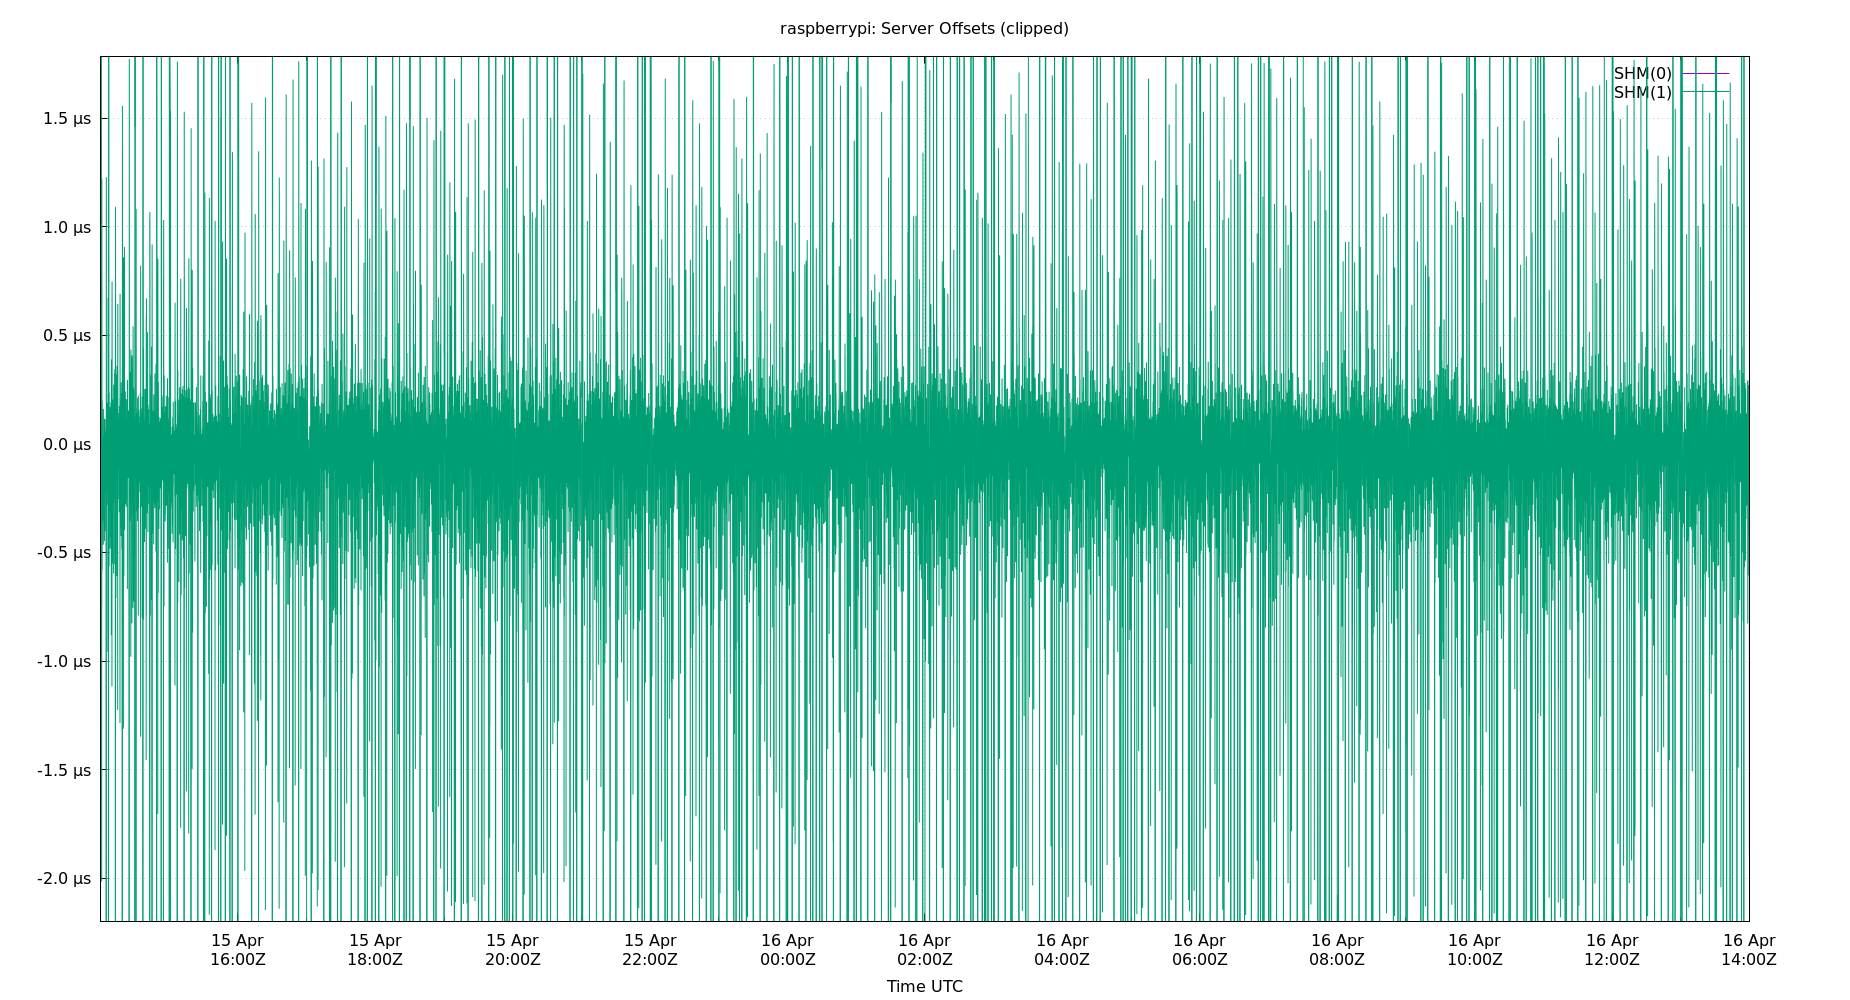 raspberrypi: Server Offsets (clipped)
SHM(0)
SHM(1)
1.5 µs
1.0 µs
0.5 µs
0.0 µs
-0.5 µs
-1.0 µs
-1.5 µs
-2.0 µs
15 Apr 15 Apr 15 Apr 15 Apr 16 Apr 16 Apr 16 Apr 16 Apr 16 Apr 16 Apr 16 Apr 16 Apr
16:00Z 18:00Z 20:00Z 22:00Z 00:00Z 02:00Z 04:00Z 06:00Z 08:00Z 10:00Z 12:00Z 14:00Z
Time UTC